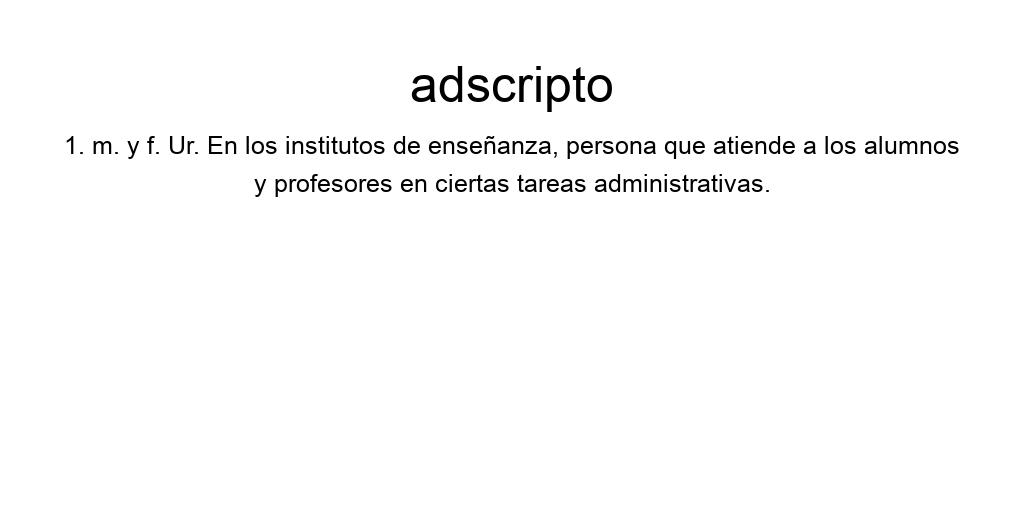 adscripto
1. m. y f. Ur. En los institutos de enseñanza, persona que atiende a los alumnos
y profesores en ciertas tareas administrativas.